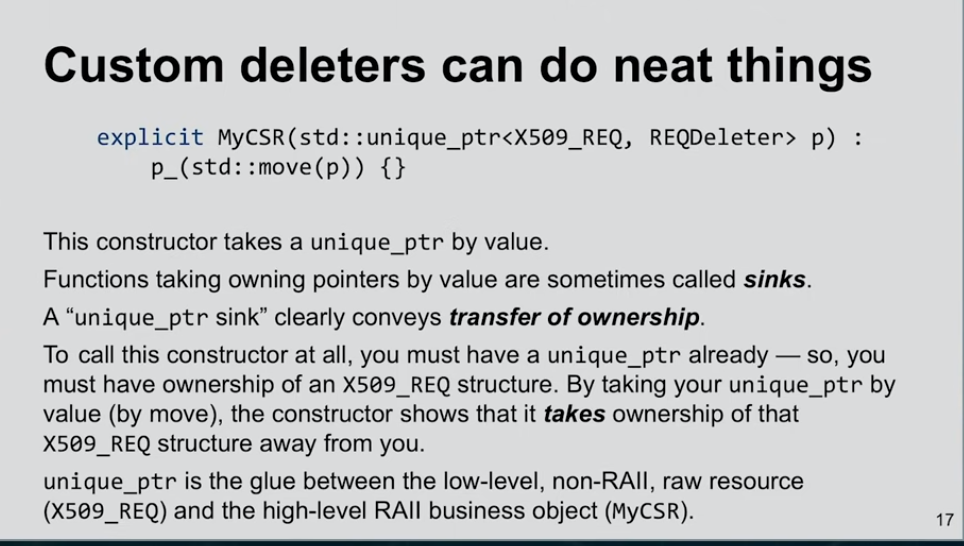 Custom deleters can do neat things
explicit MyCSR(std::unique_ptr<X509_REQ, REQDeleter> p) :
p_(std::move(p)) {}
This constructor takes a unique_ptr by value.
Functions taking owning pointers by value are sometimes called sinks.
A “unique_ptr sink” clearly conveys transfer of ownership.
To call this constructor at all, you must have a unique_ptr already — so, you
must have ownership of an X509_REQ structure. By taking your unique_ptr by
value (by move), the constructor shows that it takes ownership of that
X509_REQ structure away from you.
unique_ptr is the glue between the low-level, non-RAII, raw resource
(X509_REQ) and the high-level RAII business object (MyCSR).
17